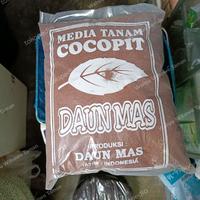 MEDIA TANAM
COCOPIT
DAUN MAS
PRODUKSI
DAUN MAS
INDONESIA